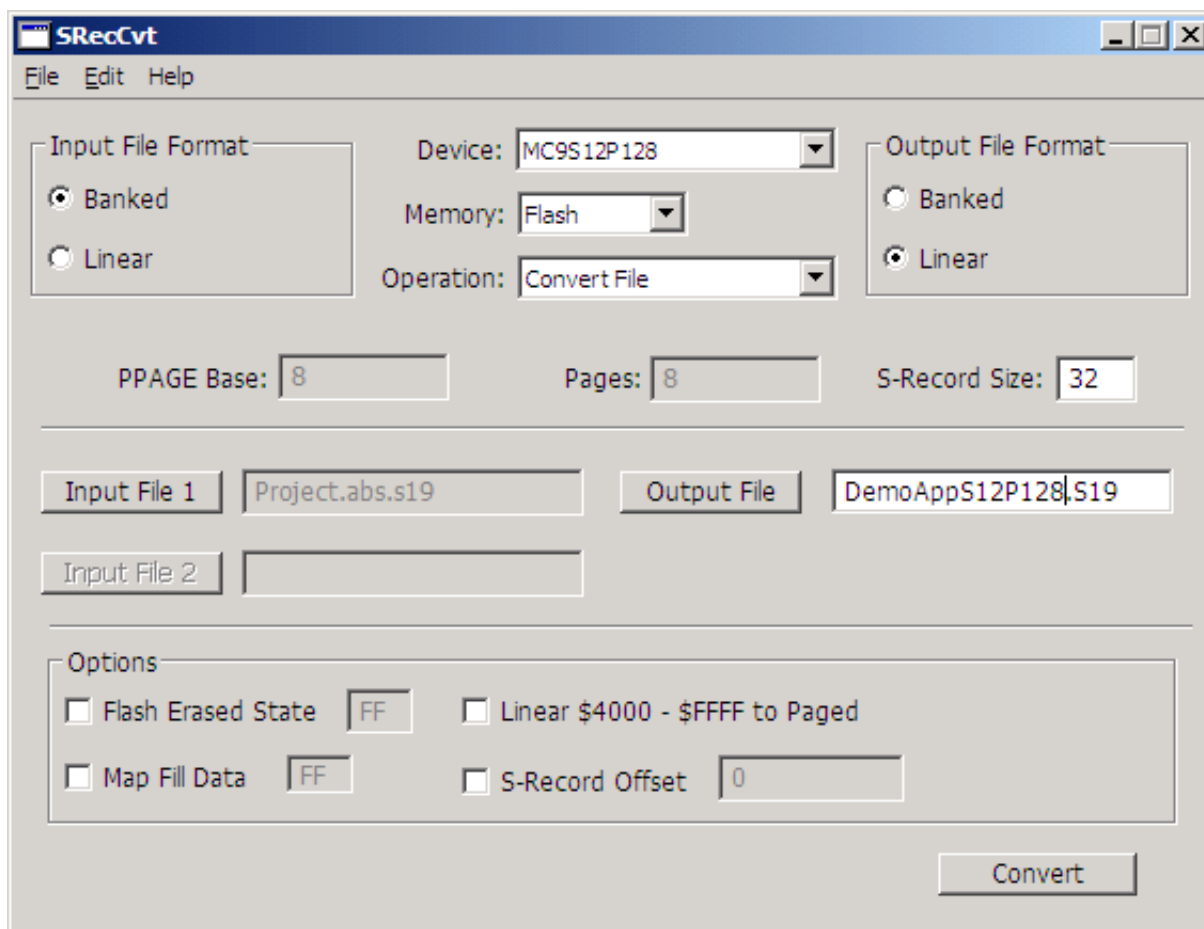 SRecCvt
File Edit Help
Input File Format
Banked
Linear
Device: MC9S12P128
Memory: Flash
Operation: Convert File
Output File Format
Banked
Linear
PPAGE Base: 8 Pages: 8 S-Record Size: 32
Input File 1 Project.abs.s19 Output File DemoAppS12P128.S19
Input File 2
Options
Flash Erased State FF Linear $4000 - $FFFF to Paged
Map Fill Data FF S-Record Offset 0
Convert